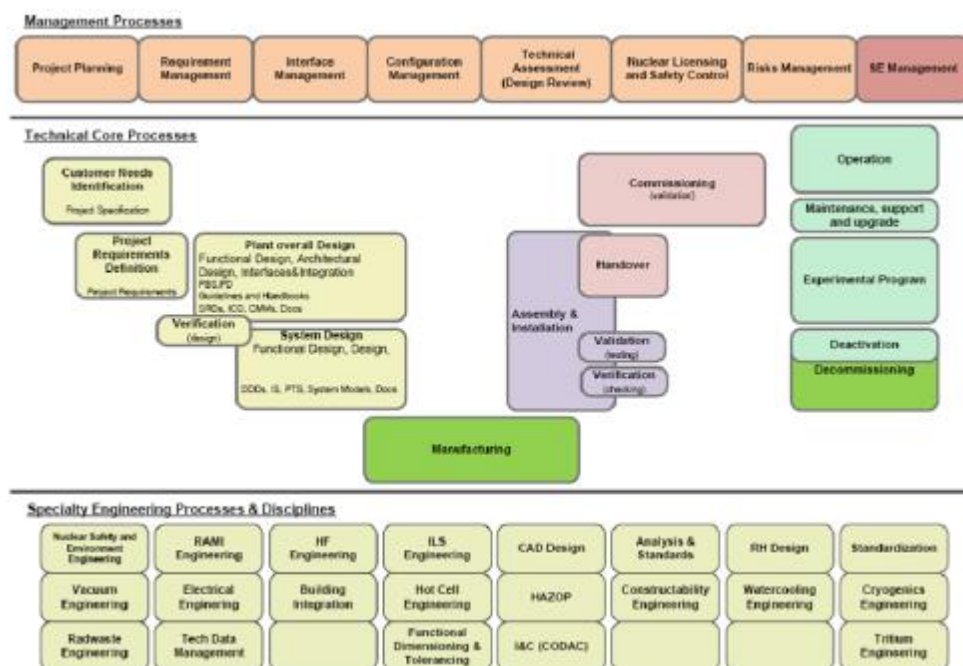 Management Processes
Project Planning
Requirement
Management
Interface
Management
Configuration
Management
Technical
Assessment
(Design Review)
Nuclear Licensing
and Safety Control
Risks Management
SE Management
Technical Core Processes
Customer Needs
Identification
Project Specification
Project
Requirements
Definition
Project Requirements
Plant overall Design
Functional Design, Architectural
Design, Interfaces&Integration
PBS,PD
Guidelines and Handbooks
SRDs, ICD, CMMs, Docs
Verification
(design)
System Design
Functional Design, Design,
DDDs, IS, PTS, System Models, Docs
Manufacturing
Assembly &
Installation
Commissioning
(validation)
Handover
Validation
(testing)
Verification
(checking)
Operation
Maintenance, support
and upgrade
Experimental Program
Deactivation
Decommissioning
Specialty Engineering Processes & Disciplines
Nuclear Safety and
Environment
Engineering
RAMI
Engineering
HF
Engineering
ILS
Engineering
CAD Design
Analysis &
Standards
RH Design
Standardization
Vacuum
Engineering
Electrical
Enginering
Building
Integration
Hot Cell
Engineering
HAZOP
Constructability
Engineering
Watercooling
Engineering
Cryogenics
Engineering
Radwaste
Engineering
Tech Data
Management
Functional
Dimensioning &
Tolerancing
I&C (CODAC)
Tritium
Engineering